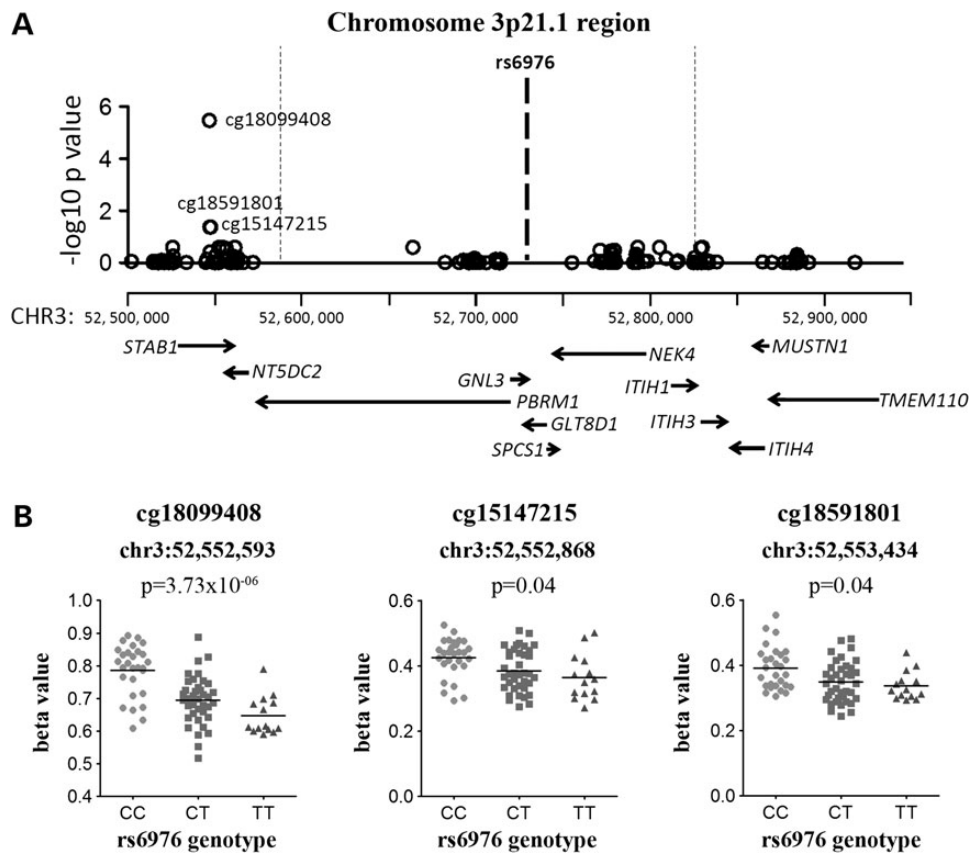 A
Chromosome 3p21.1 region
rs6976
-log10 p value
6
4
2
0
cg18099408
cg18591801
cg15147215
CHR3:
52,500,000
52,600,000
52,700,000
52,800,000
52,900,000
STAB1
NEK4
MUSTN1
NT5DC2
GNL3
ITIH1
PBRM1
TMEM110
GLT8D1
ITIH3
SPCS1
ITIH4
B
cg18099408
chr3:52,552,593
p=3.73x10-06
beta value
1.0
0.9
0.8
0.7
0.6
0.5
0.4
CC CT TT
rs6976 genotype
cg15147215
chr3:52,552,868
p=0.04
beta value
0.6
0.4
0.2
0.0
CC CT TT
rs6976 genotype
cg18591801
chr3:52,553,434
p=0.04
beta value
0.6
0.4
0.2
0.0
CC CT TT
rs6976 genotype